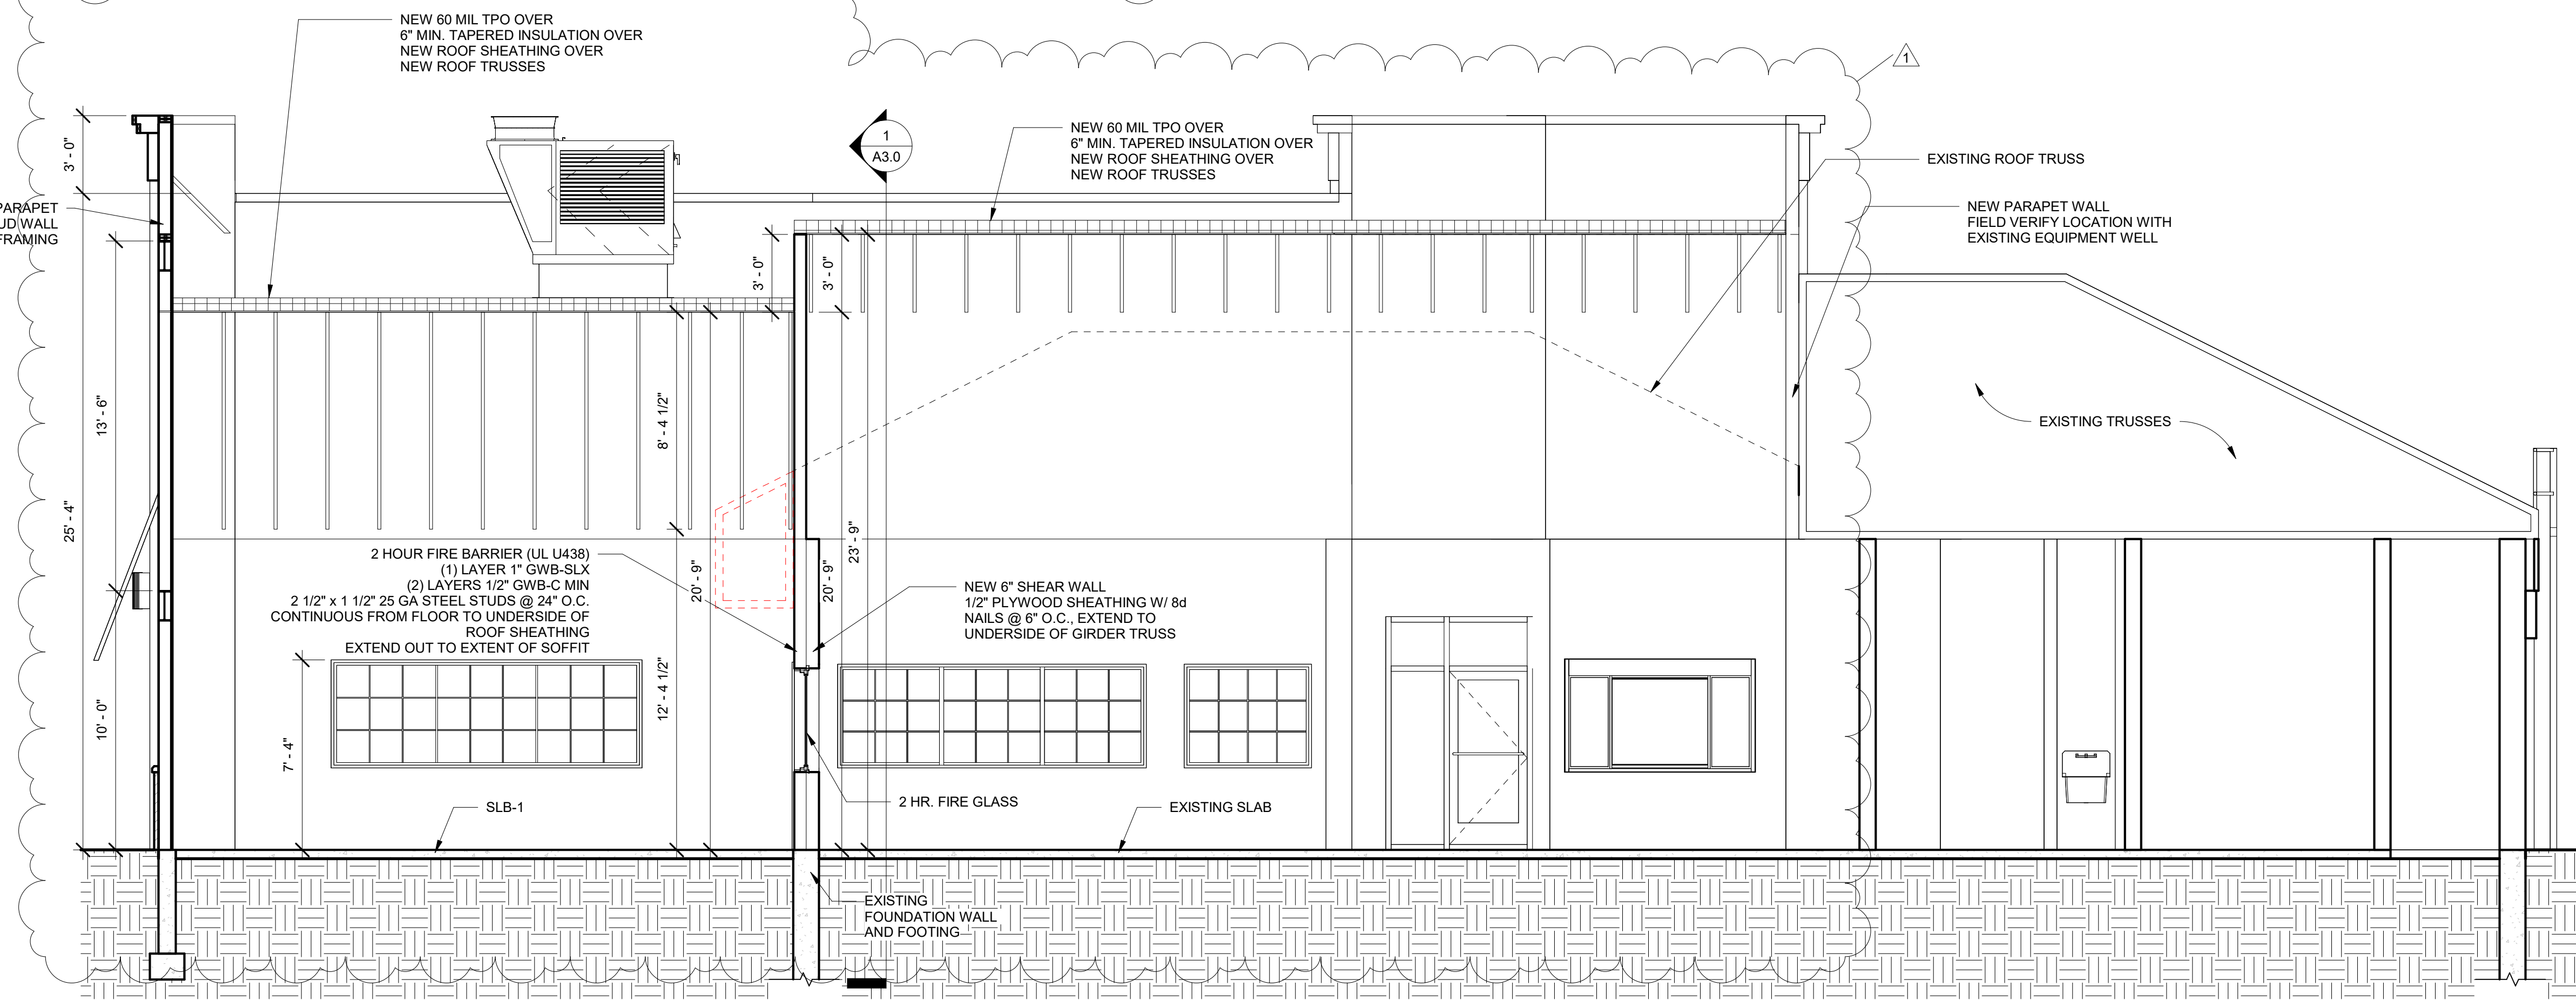 NEW 60 MIL TPO OVER
6" MIN. TAPERED INSULATION OVER
NEW ROOF SHEATHING OVER
NEW ROOF TRUSSES
1
1
A3.0
NEW 60 MIL TPO OVER
6" MIN. TAPERED INSULATION OVER
NEW ROOF SHEATHING OVER
NEW ROOF TRUSSES
EXISTING ROOF TRUSS
3' - 0"
PARAPET
UD WALL
FRAMING
NEW PARAPET WALL
FIELD VERIFY LOCATION WITH
EXISTING EQUIPMENT WELL
3' - 0"
3' - 0"
13' - 6"
8' - 4 1/2"
EXISTING TRUSSES
25' - 4"
23' - 9"
20' - 9"
20' - 9"
2 HOUR FIRE BARRIER (UL U438)
(1) LAYER 1" GWB-SLX
(2) LAYERS 1/2" GWB-C MIN
2 1/2" x 1 1/2" 25 GA STEEL STUDS @ 24" O.C.
CONTINUOUS FROM FLOOR TO UNDERSIDE OF
ROOF SHEATHING
EXTEND OUT TO EXTENT OF SOFFIT
NEW 6" SHEAR WALL
1/2" PLYWOOD SHEATHING W/ 8d
NAILS @ 6" O.C., EXTEND TO
UNDERSIDE OF GIRDER TRUSS
10' - 0"
7' - 4"
12' - 4 1/2"
SLB-1
2 HR. FIRE GLASS
EXISTING SLAB
EXISTING
FOUNDATION WALL
AND FOOTING